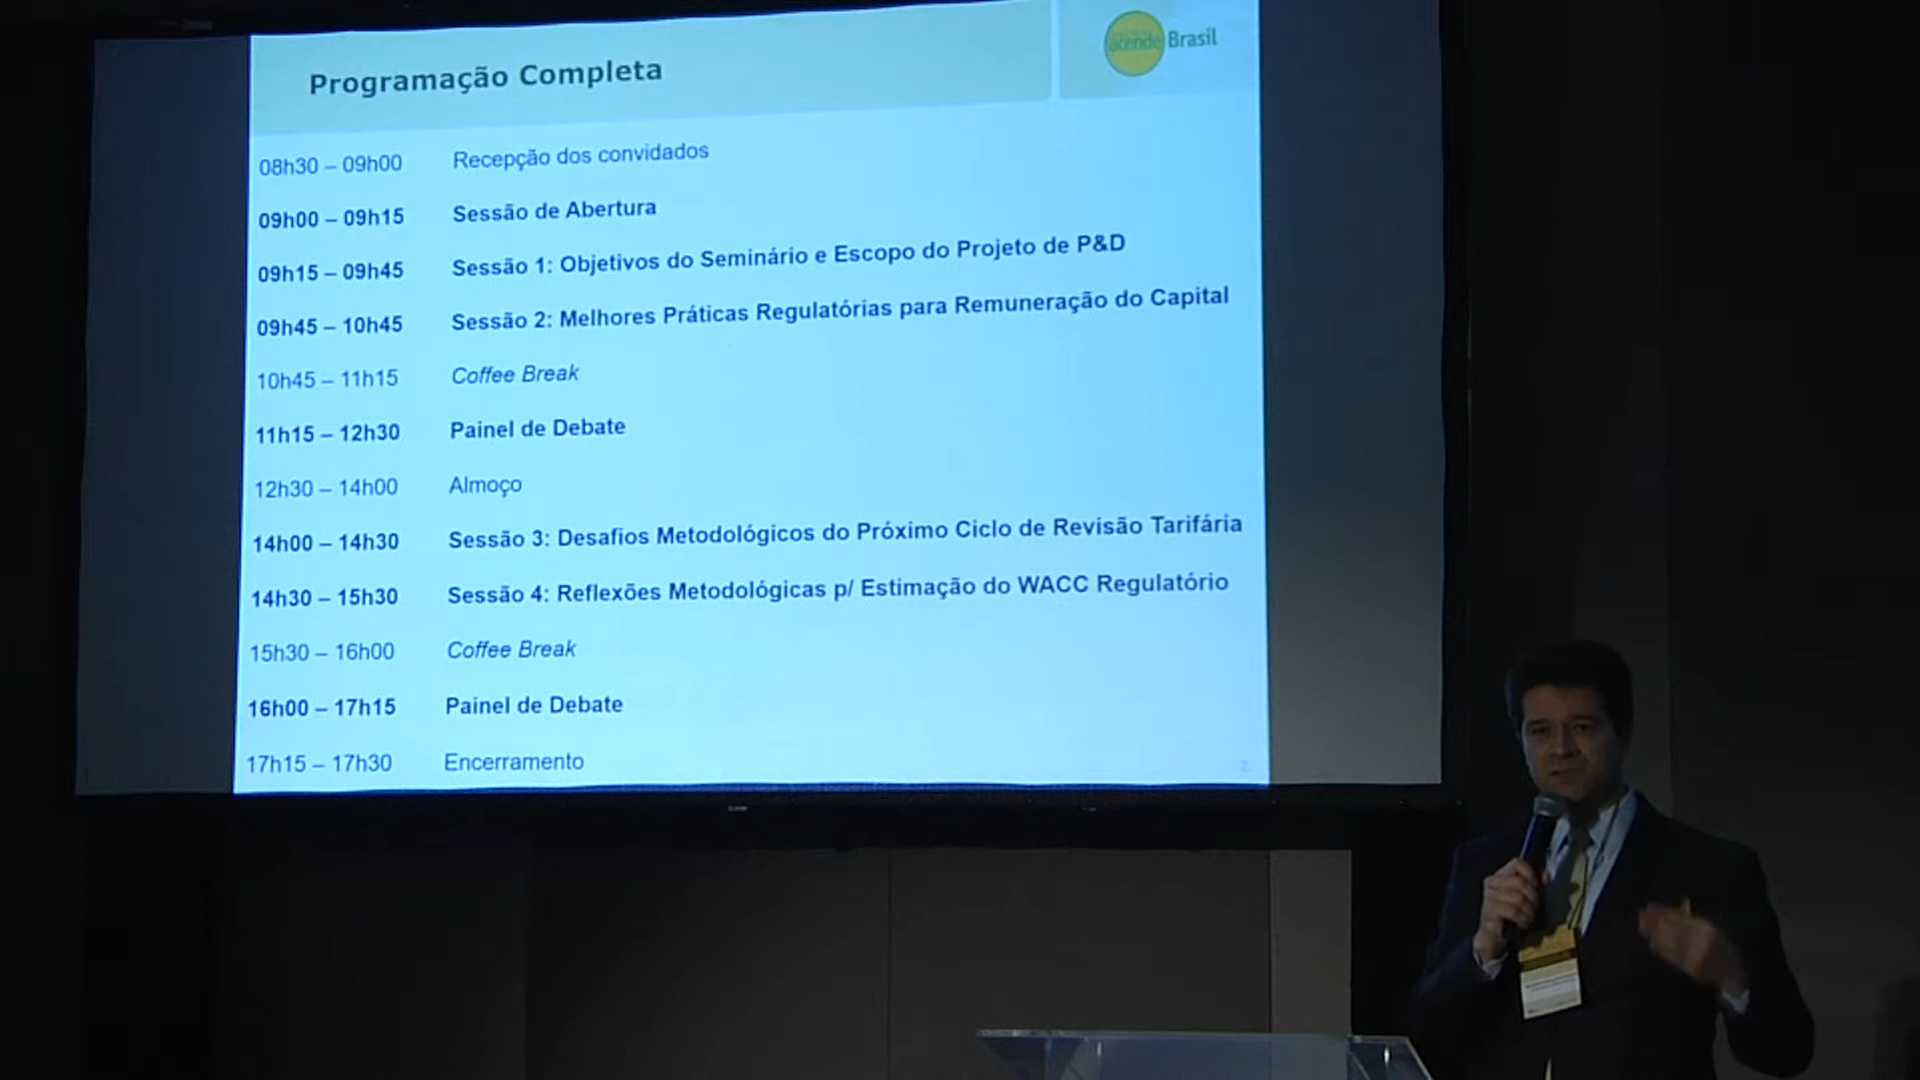 Programação Completa
acende Brasil
08h30 – 09h00 Recepção dos convidados
09h00 – 09h15 Sessão de Abertura
09h15 – 09h45 Sessão 1: Objetivos do Seminário e Escopo do Projeto de P&D
09h45 – 10h45 Sessão 2: Melhores Práticas Regulatórias para Remuneração do Capital
10h45 – 11h15 Coffee Break
11h15 – 12h30 Painel de Debate
12h30 – 14h00 Almoço
14h00 – 14h30 Sessão 3: Desafios Metodológicos do Próximo Ciclo de Revisão Tarifária
14h30 – 15h30 Sessão 4: Reflexões Metodológicas p/ Estimação do WACC Regulatório
15h30 – 16h00 Coffee Break
16h00 – 17h15 Painel de Debate
17h15 – 17h30 Encerramento
2